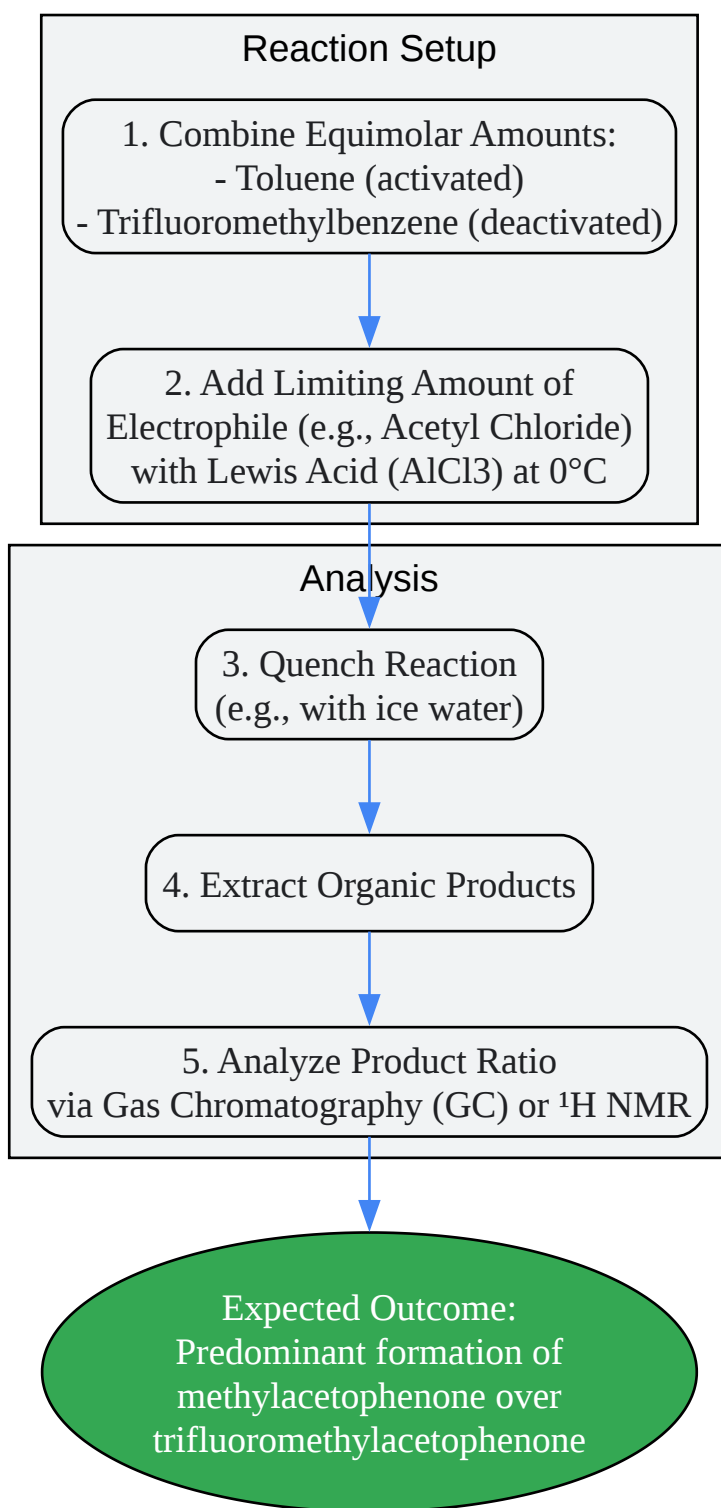 Reaction Setup
1. Combine Equimolar Amounts:
- Toluene (activated)
- Trifluoromethylbenzene (deactivated)
2. Add Limiting Amount of
Electrophile (e.g., Acetyl Chloride)
with Lewis Acid (AlCl3) at 0°C
Analysis
3. Quench Reaction
(e.g., with ice water)
4. Extract Organic Products
5. Analyze Product Ratio
via Gas Chromatography (GC) or ¹H NMR
Expected Outcome:
Predominant formation of
methylacetophenone over
trifluoromethylacetophenone